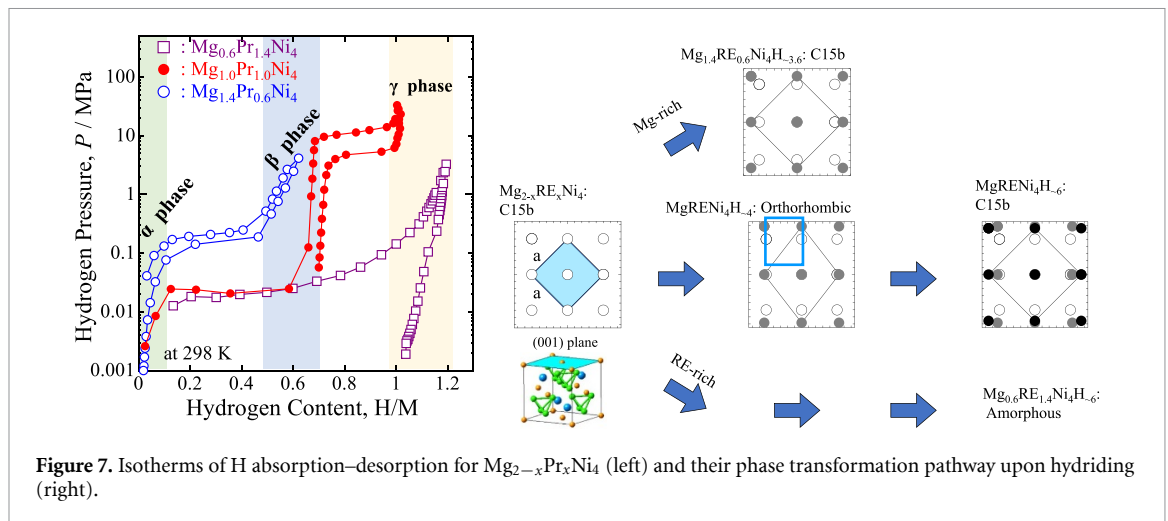 : Mg0.6Pr1.4Ni4
: Mg1.0Pr1.0Ni4
: Mg1.4Pr0.6Ni4
α phase
β phase
γ phase
at 298 K
Hydrogen Pressure, P / MPa
100
10
1
0.1
0.01
0.001
0 0.2 0.4 0.6 0.8 1 1.2
Hydrogen Content, H/M
Mg1.4RE0.6Ni4H~3.6: C15b
Mg-rich
Mg2-xRExNi4:
C15b
a
a
(001) plane
MgRENi4H~4: Orthorhombic
MgRENi4H~6:
C15b
RE-rich
Mg0.6RE1.4Ni4H~6:
Amorphous
Figure 7. Isotherms of H absorption–desorption for Mg2−xPrxNi4 (left) and their phase transformation pathway upon hydriding
(right).